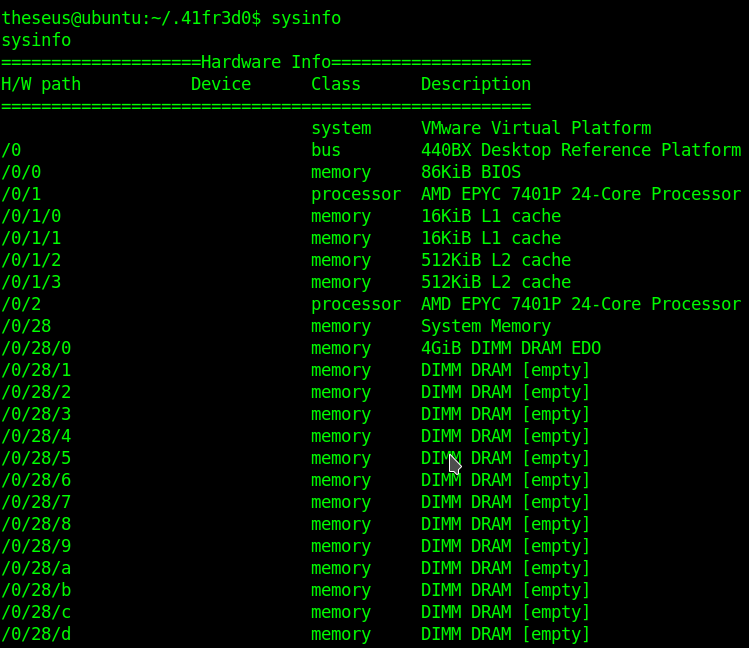 theseus@ubuntu:~/.41fr3d0$ sysinfo
sysinfo
====================Hardware Info====================
H/W path           Device      Class      Description
=====================================================
                               system     VMware Virtual Platform
/0                             bus        440BX Desktop Reference Platform
/0/0                           memory     86KiB BIOS
/0/1                           processor  AMD EPYC 7401P 24-Core Processor
/0/1/0                         memory     16KiB L1 cache
/0/1/1                         memory     16KiB L1 cache
/0/1/2                         memory     512KiB L2 cache
/0/1/3                         memory     512KiB L2 cache
/0/2                           processor  AMD EPYC 7401P 24-Core Processor
/0/28                          memory     System Memory
/0/28/0                        memory     4GiB DIMM DRAM EDO
/0/28/1                        memory     DIMM DRAM [empty]
/0/28/2                        memory     DIMM DRAM [empty]
/0/28/3                        memory     DIMM DRAM [empty]
/0/28/4                        memory     DIMM DRAM [empty]
/0/28/5                        memory     DIMM DRAM [empty]
/0/28/6                        memory     DIMM DRAM [empty]
/0/28/7                        memory     DIMM DRAM [empty]
/0/28/8                        memory     DIMM DRAM [empty]
/0/28/9                        memory     DIMM DRAM [empty]
/0/28/a                        memory     DIMM DRAM [empty]
/0/28/b                        memory     DIMM DRAM [empty]
/0/28/c                        memory     DIMM DRAM [empty]
/0/28/d                        memory     DIMM DRAM [empty]